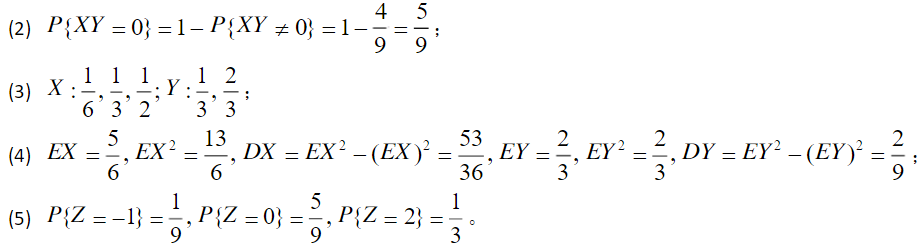 (2) P{XY = 0} = 1 − P{XY ≠ 0} = 1 − 4/9 = 5/9；
(3) X : 1/6, 1/3, 1/2; Y : 1/3, 2/3；
(4) EX = 5/6, EX² = 13/6, DX = EX² − (EX)² = 53/36, EY = 2/3, EY² = 2/3, DY = EY² − (EY)² = 2/9；
(5) P{Z = −1} = 1/9, P{Z = 0} = 5/9, P{Z = 2} = 1/3。